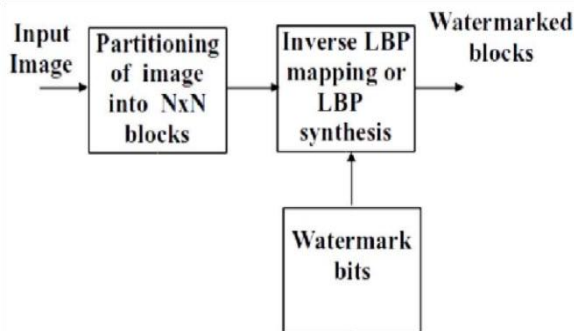 Input
Image
Partitioning
of image
into NxN
blocks
Inverse LBP
mapping or
LBP
synthesis
Watermarked
blocks
Watermark
bits